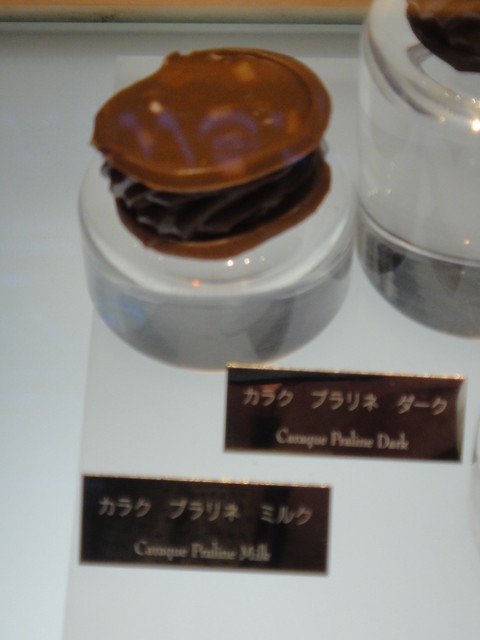 カラク プラリネ ダーク
Caraque Praline Dark
カラク プラリネ ミルク
Caraque Praline Milk